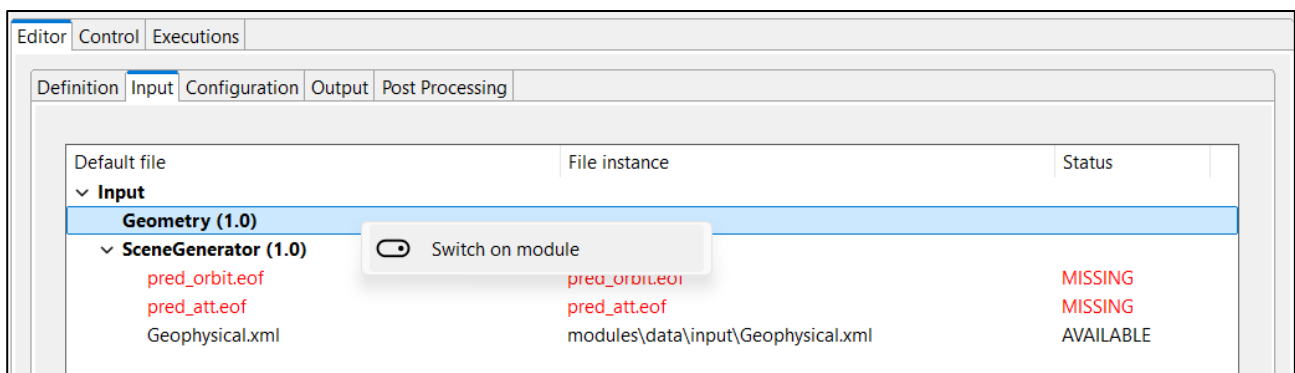 Editor Control Executions
Definition Input Configuration Output Post Processing
Default file File instance Status
Input
Geometry (1.0)
SceneGenerator (1.0)
Switch on module
pred_orbit.eof pred_orbit.eof MISSING
pred_att.eof pred_att.eof MISSING
Geophysical.xml modules\data\input\Geophysical.xml AVAILABLE